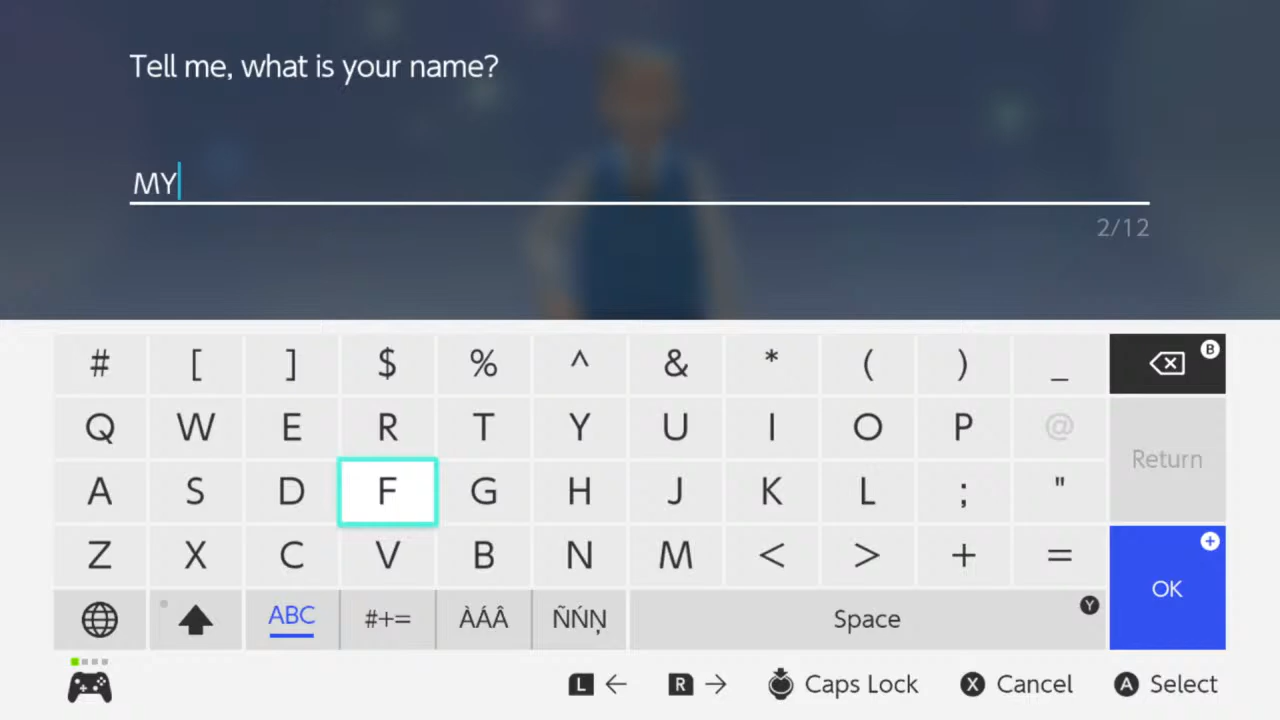 Tell me, what is your name?
MY
2/12
# [ ] $ % ^ & * ( ) _ B
Q W E R T Y U I O P @
Return
A S D F G H J K L ; "
Z X C V B N M < > + = OK +
ABC #+= ÀÁÂ ÑŃŅ Space Y
L ← R → Caps Lock X Cancel A Select